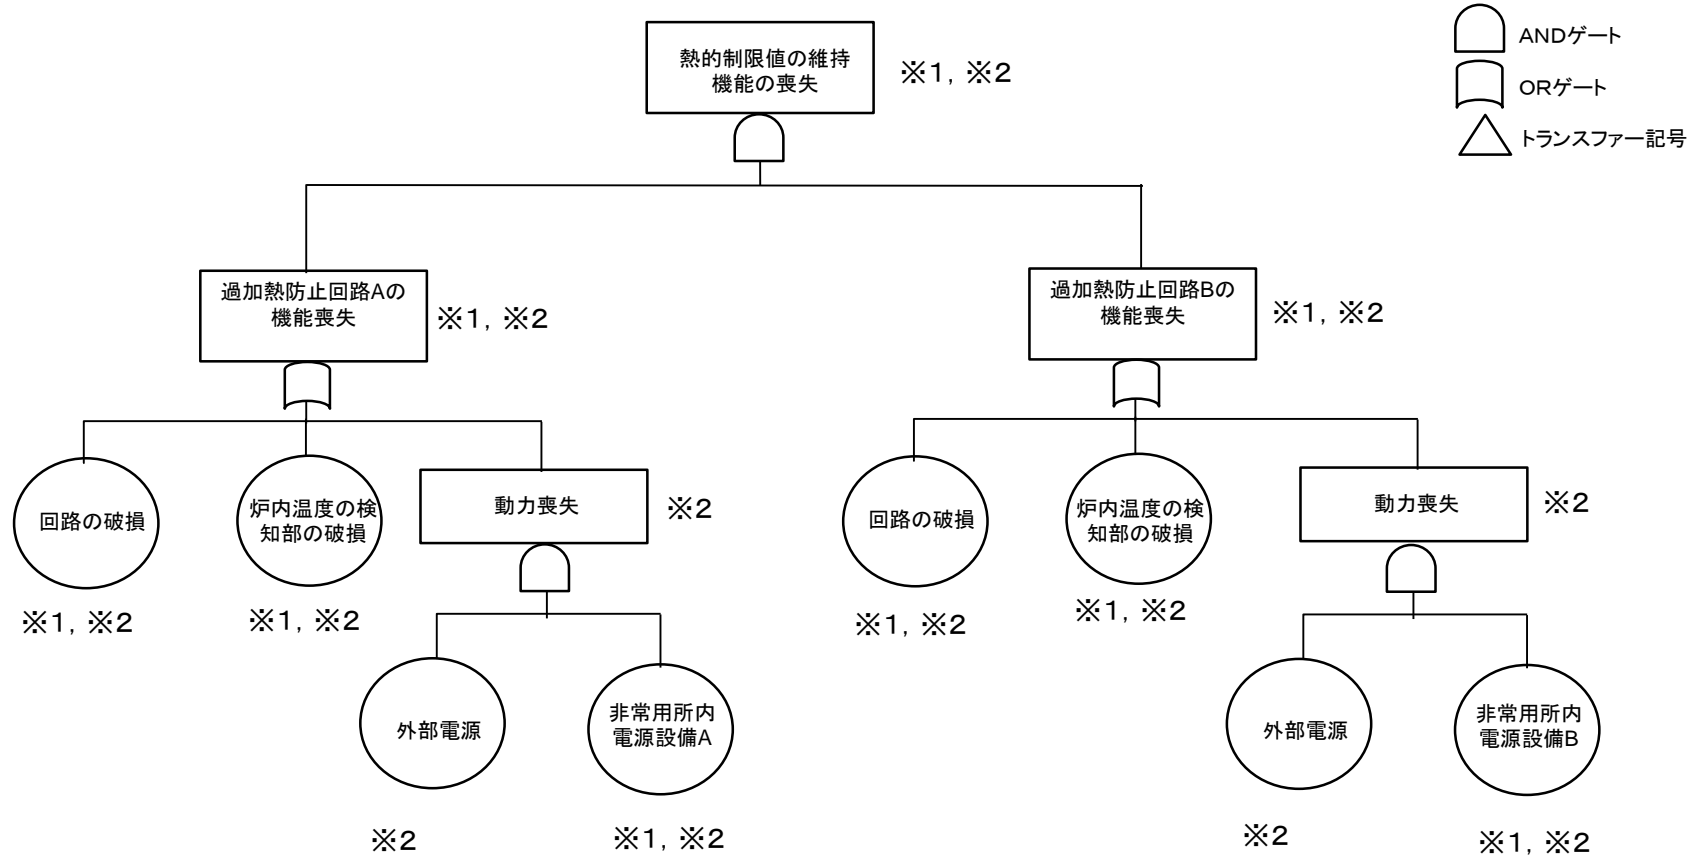 熱的制限値の維持
機能の喪失
※1, ※2
ANDゲート
ORゲート
トランスファー記号
過加熱防止回路Aの
機能喪失
※1, ※2
過加熱防止回路Bの
機能喪失
※1, ※2
回路の破損
※1, ※2
炉内温度の検
知部の破損
※1, ※2
動力喪失
※2
回路の破損
※1, ※2
炉内温度の検
知部の破損
※1, ※2
動力喪失
※2
外部電源
※2
非常用所内
電源設備A
※1, ※2
外部電源
※2
非常用所内
電源設備B
※1, ※2